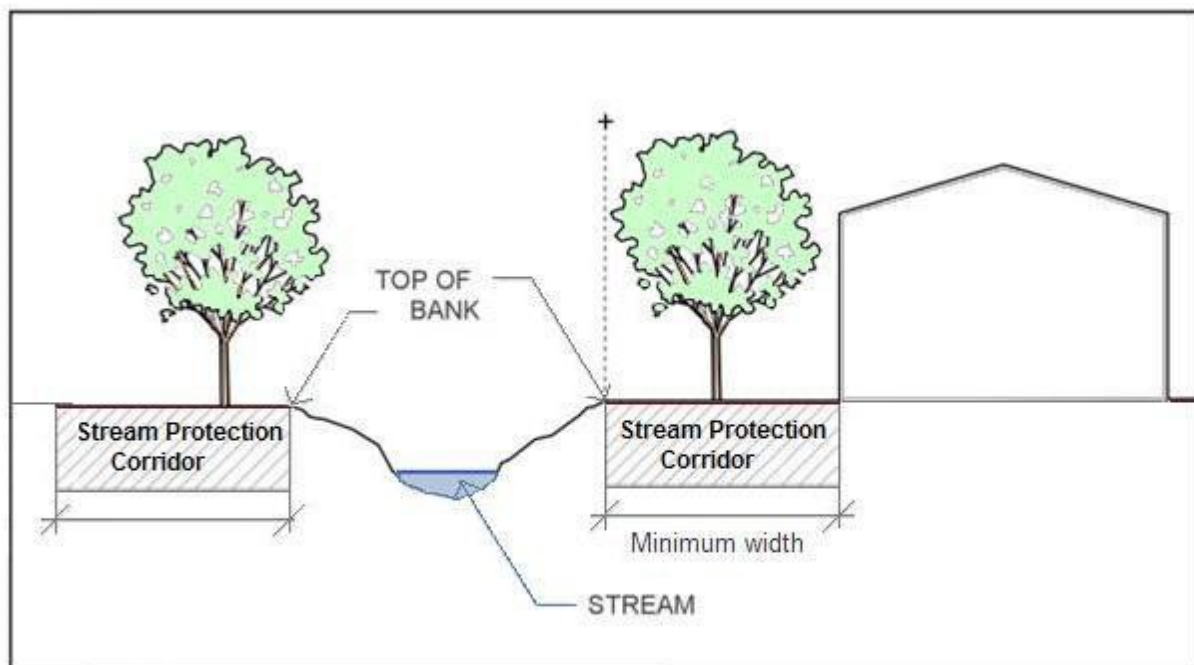 TOP OF
BANK
Stream Protection
Corridor
Stream Protection
Corridor
Minimum width
STREAM